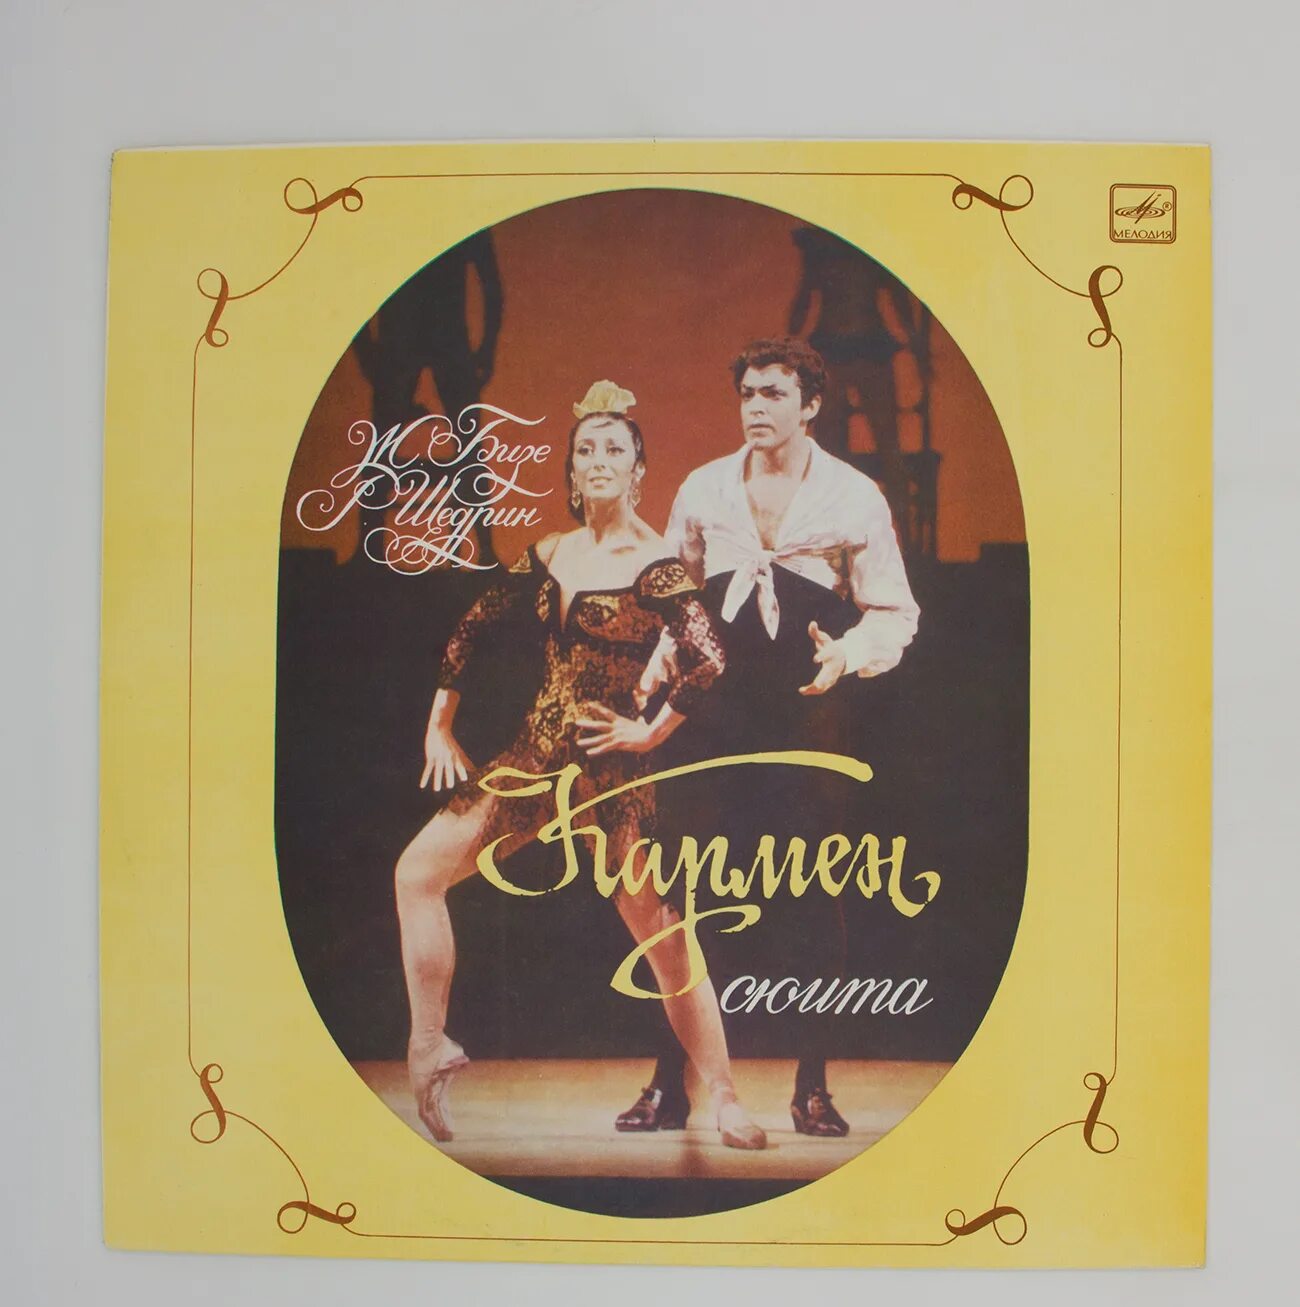 МЕЛОДИЯ
Ж. Бизе
Р. Щедрин
Кармен
сюита